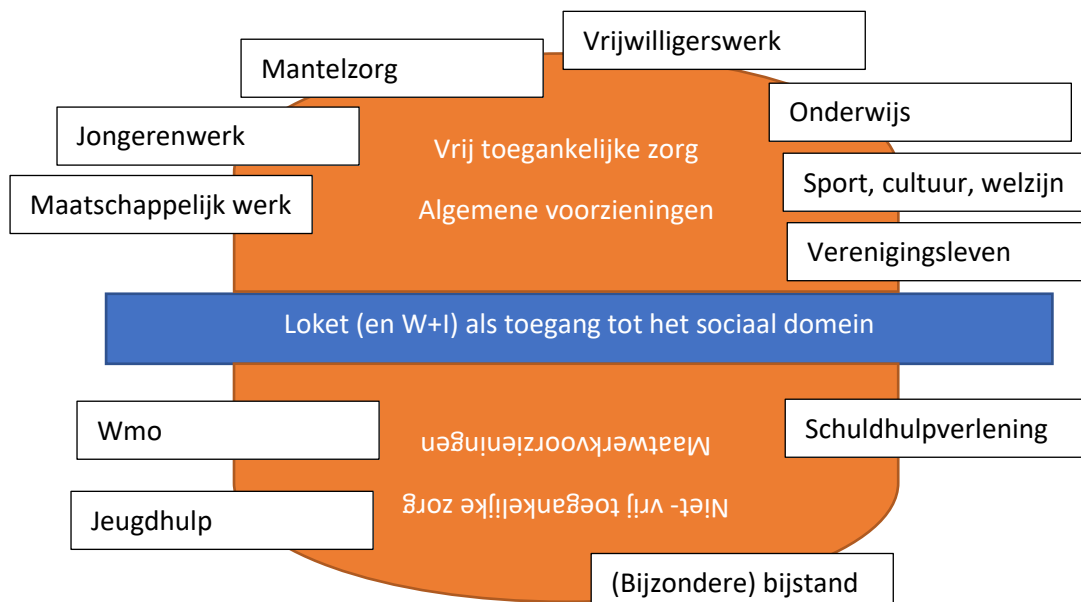 Vrijwilligerswerk
Mantelzorg
Onderwijs
Jongerenwerk
Vrij toegankelijke zorg
Sport, cultuur, welzijn
Maatschappelijk werk
Algemene voorzieningen
Verenigingsleven
Loket (en W+I) als toegang tot het sociaal domein
Wmo
Schuldhulpverlening
Maatwerkvoorzieningen
Niet- vrij toegankelijke zorg
Jeugdhulp
(Bijzondere) bijstand